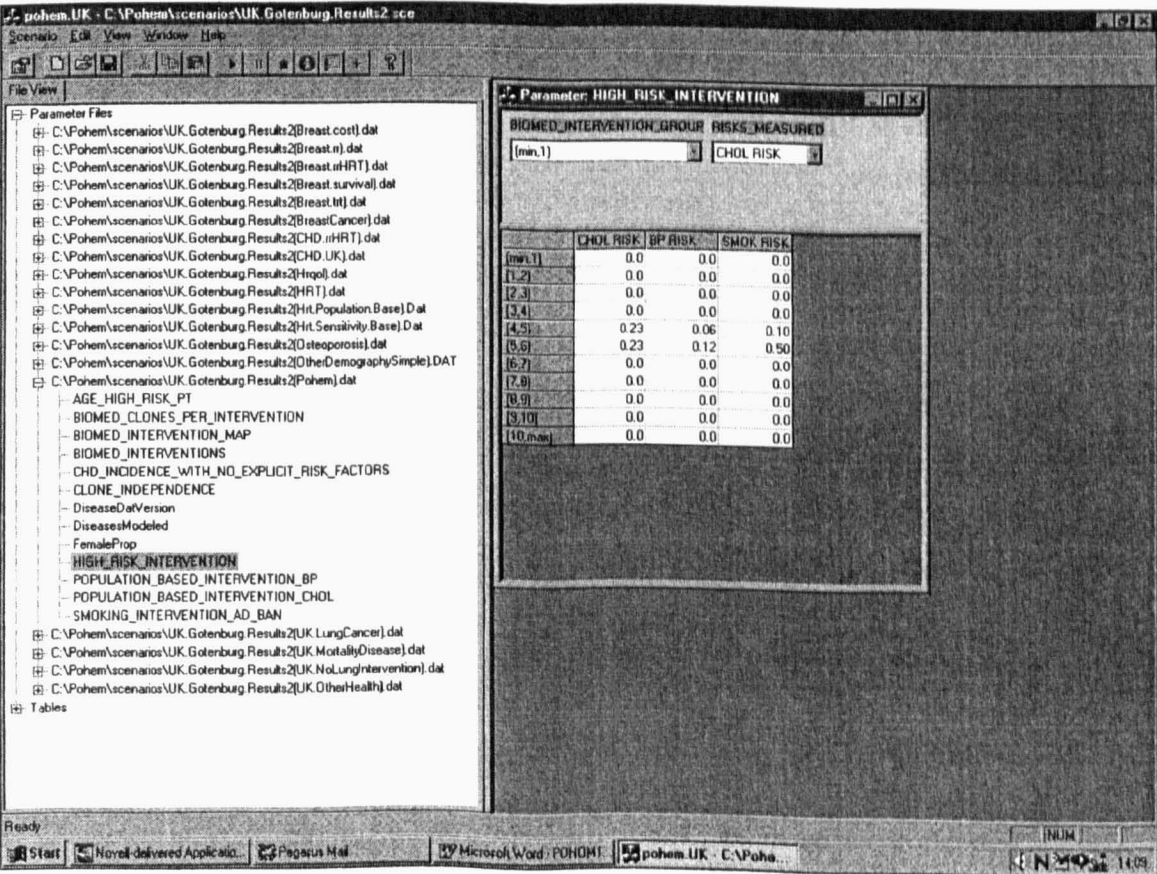 pohem.UK - C:\Pohem\scenarios\UK.Gotenburg.Results2.sce
Scenario Edit View Window Help
File View
Parameter Files
C:\Pohem\scenarios\UK.Gotenburg.Results2(Breast.cost).dat
C:\Pohem\scenarios\UK.Gotenburg.Results2(Breast.rr).dat
C:\Pohem\scenarios\UK.Gotenburg.Results2(Breast.rrHRT).dat
C:\Pohem\scenarios\UK.Gotenburg.Results2(Breast.survival).dat
C:\Pohem\scenarios\UK.Gotenburg.Results2(Breast.trt).dat
C:\Pohem\scenarios\UK.Gotenburg.Results2(BreastCancer).dat
C:\Pohem\scenarios\UK.Gotenburg.Results2(CHD.rrHRT).dat
C:\Pohem\scenarios\UK.Gotenburg.Results2(CHD.UK).dat
C:\Pohem\scenarios\UK.Gotenburg.Results2(Hrqol).dat
C:\Pohem\scenarios\UK.Gotenburg.Results2(HRT).dat
C:\Pohem\scenarios\UK.Gotenburg.Results2(Hrt.Population.Base).Dat
C:\Pohem\scenarios\UK.Gotenburg.Results2(Hrt.Sensitivity.Base).Dat
C:\Pohem\scenarios\UK.Gotenburg.Results2(Osteoporosis).dat
C:\Pohem\scenarios\UK.Gotenburg.Results2(OtherDemographySimple).DAT
C:\Pohem\scenarios\UK.Gotenburg.Results2(Pohem).dat
AGE_HIGH_RISK_PT
BIOMED_CLONES_PER_INTERVENTION
BIOMED_INTERVENTION_MAP
BIOMED_INTERVENTIONS
CHD_INCIDENCE_WITH_NO_EXPLICIT_RISK_FACTORS
CLONE_INDEPENDENCE
DiseaseDatVersion
DiseasesModeled
FemaleProp
HIGH_RISK_INTERVENTION
POPULATION_BASED_INTERVENTION_BP
POPULATION_BASED_INTERVENTION_CHOL
SMOKING_INTERVENTION_AD_BAN
C:\Pohem\scenarios\UK.Gotenburg.Results2(UK.LungCancer).dat
C:\Pohem\scenarios\UK.Gotenburg.Results2(UK.MortalityDisease).dat
C:\Pohem\scenarios\UK.Gotenburg.Results2(UK.NoLungIntervention).dat
C:\Pohem\scenarios\UK.Gotenburg.Results2(UK.OtherHealth).dat
Tables
Parameter: HIGH_RISK_INTERVENTION
BIOMED_INTERVENTION_GROUP RISKS_MEASURED
[min,1) CHOL RISK
CHOL RISK BP RISK SMOK RISK
[min,1) 0.0 0.0 0.0
[1,2) 0.0 0.0 0.0
[2,3) 0.0 0.0 0.0
[3,4) 0.0 0.0 0.0
[4,5) 0.23 0.06 0.10
[5,6) 0.23 0.12 0.50
[6,7) 0.0 0.0 0.0
[7,8) 0.0 0.0 0.0
[8,9) 0.0 0.0 0.0
[9,10) 0.0 0.0 0.0
[10,max) 0.0 0.0 0.0
Ready NUM
Start Novell-delivered Applicatio... Pegasus Mail Microsoft Word - POHOMT pohem.UK - C:\Pohe... 14:09